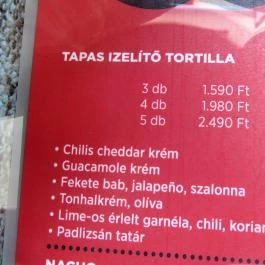 TAPAS IZELÍTŐ TORTILLA
3 db 1.590 Ft
4 db 1.980 Ft
5 db 2.490 Ft
• Chilis cheddar krém
• Guacamole krém
• Fekete bab, jalapeño, szalonna
• Tonhalkrém, olíva
• Lime-os érlelt garnéla, chili,
• Padlizsán tatár